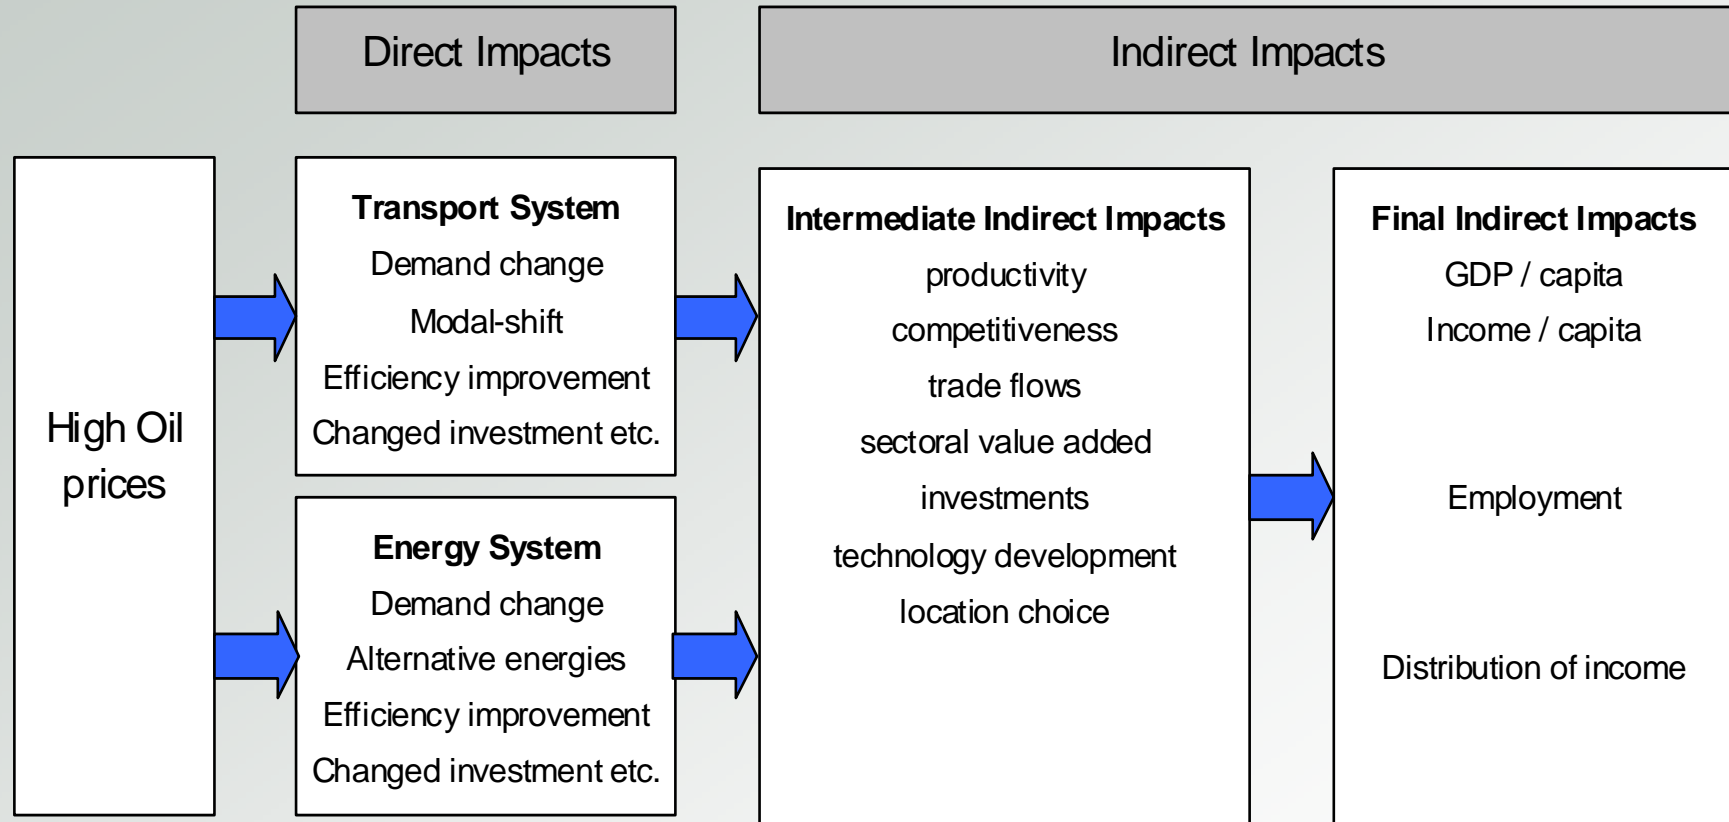 Direct Impacts
Indirect Impacts
High Oil
prices
Transport System
Demand change
Modal-shift
Efficiency improvement
Changed investment etc.
Energy System
Demand change
Alternative energies
Efficiency improvement
Changed investment etc.
Intermediate Indirect Impacts
productivity
competitiveness
trade flows
sectoral value added
investments
technology development
location choice
Final Indirect Impacts
GDP / capita
Income / capita
Employment
Distribution of income